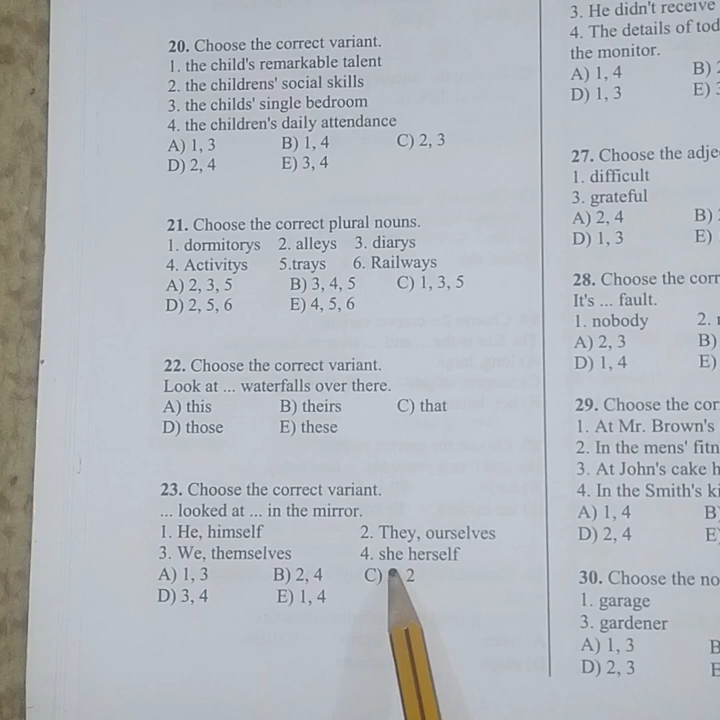 20. Choose the correct variant.
1. the child's remarkable talent
2. the childrens' social skills
3. the childs' single bedroom
4. the children's daily attendance
A) 1, 3 B) 1, 4 C) 2, 3
D) 2, 4 E) 3, 4
21. Choose the correct plural nouns.
1. dormitorys 2. alleys 3. diarys
4. Activitys 5.trays 6. Railways
A) 2, 3, 5 B) 3, 4, 5 C) 1, 3, 5
D) 2, 5, 6 E) 4, 5, 6
22. Choose the correct variant.
Look at ... waterfalls over there.
A) this B) theirs C) that
D) those E) these
23. Choose the correct variant.
... looked at ... in the mirror.
1. He, himself 2. They, ourselves
3. We, themselves 4. she herself
A) 1, 3 B) 2, 4 C) 2
D) 3, 4 E) 1, 4
3. He didn't receive
4. The details of
the monitor.
A) 1, 4 B)
D) 1, 3 E)
27. Choose the
1. difficult
3. grateful
A) 2, 4 B)
D) 1, 3 E)
28. Choose the
It's ... fault.
1. nobody 2.
A) 2, 3 B)
D) 1, 4 E)
29. Choose the
1. At Mr. Brown's
2. In the mens'
3. At John's cake
4. In the Smith's
A) 1, 4 B
D) 2, 4 E
30. Choose the
1. garage
3. gardener
A) 1, 3 B
D) 2, 3 E